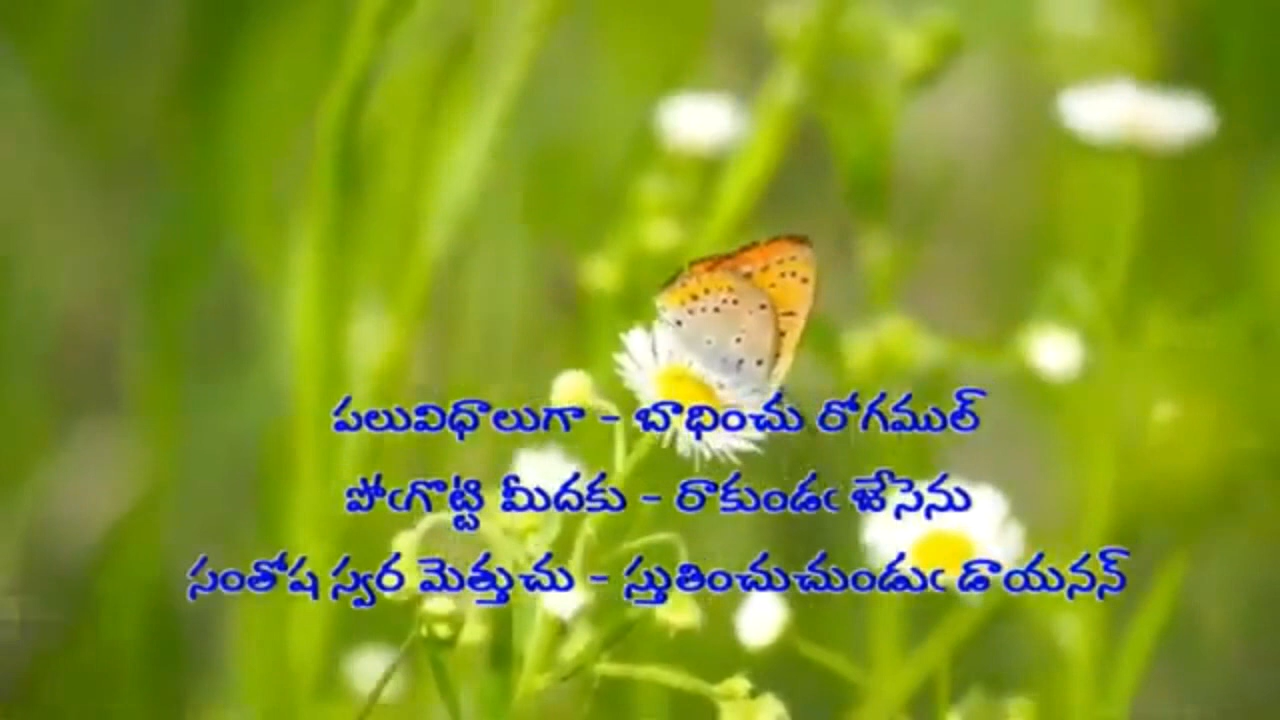 పలువిధాలుగా - బాధించు రోగముల్
పోఁగొట్టి మీదకు - రాకుండఁ జేసెను
సంతోష స్వర మెత్తుచు - స్తుతించుచుండుఁ డాయనన్